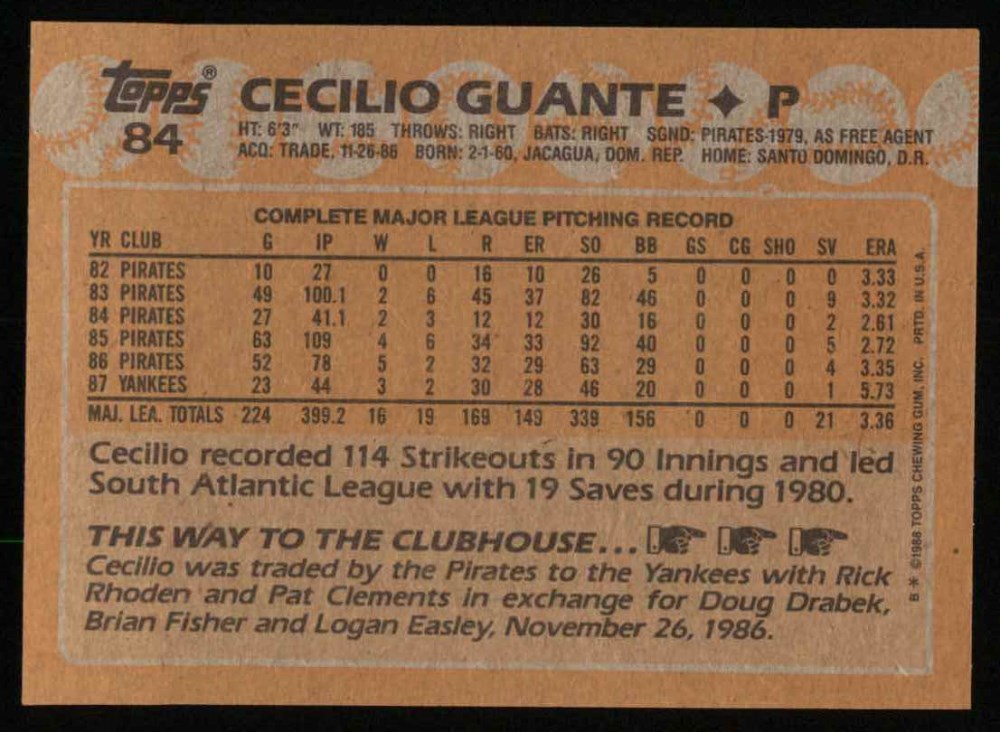 topps®
84
CECILIO GUANTE ✦ P
HT: 6'3" WT: 185 THROWS: RIGHT BATS: RIGHT SGND: PIRATES-1979, AS FREE AGENT
ACQ: TRADE, 11-26-86 BORN: 2-1-60, JACAGUA, DOM. REP. HOME: SANTO DOMINGO, D.R.
COMPLETE MAJOR LEAGUE PITCHING RECORD
YR CLUB G IP W L R ER SO BB GS CG SHO SV ERA
82 PIRATES 10 27 0 0 16 10 26 5 0 0 0 0 3.33
83 PIRATES 49 100.1 2 6 45 37 82 46 0 0 0 9 3.32
84 PIRATES 27 41.1 2 3 12 12 30 16 0 0 0 2 2.61
85 PIRATES 63 109 4 6 34 33 92 40 0 0 0 5 2.72
86 PIRATES 52 78 5 2 32 29 63 29 0 0 0 4 3.35
87 YANKEES 23 44 3 2 30 28 46 20 0 0 0 1 5.73
MAJ. LEA. TOTALS 224 399.2 16 19 169 149 339 156 0 0 0 21 3.36
Cecilio recorded 114 Strikeouts in 90 Innings and led
South Atlantic League with 19 Saves during 1980.
THIS WAY TO THE CLUBHOUSE...
Cecilio was traded by the Pirates to the Yankees with Rick
Rhoden and Pat Clements in exchange for Doug Drabek,
Brian Fisher and Logan Easley, November 26, 1986.
B * ©1988 TOPPS CHEWING GUM, INC. PRTD. IN U.S.A.